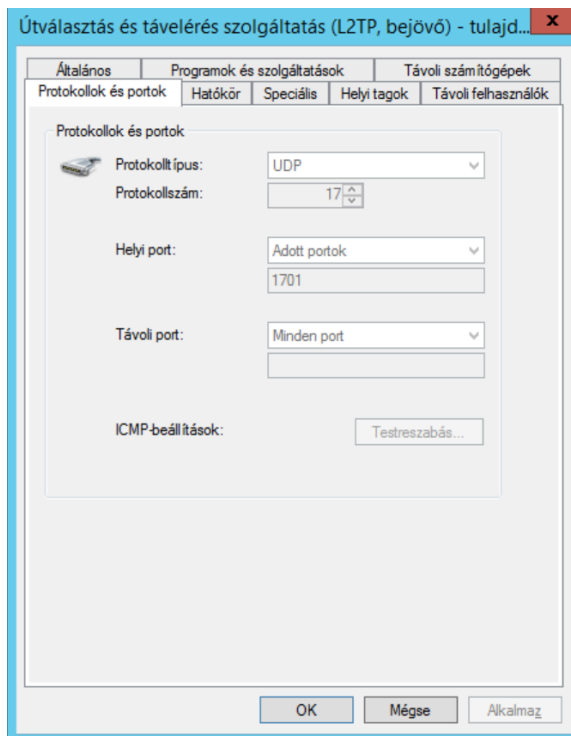 Útválasztás és távelérés szolgáltatás (L2TP, bejövő) - tulajd...
x
Általános
Programok és szolgáltatások
Távoli számítógépek
Protokollok és portok
Hatókör
Speciális
Helyi tagok
Távoli felhasználók
Protokollok és portok
Protokolltípus:
UDP
Protokollszám:
17
Helyi port:
Adott portok
1701
Távoli port:
Minden port
ICMP-beállítások:
Testreszabás...
OK
Mégse
Alkalmaz